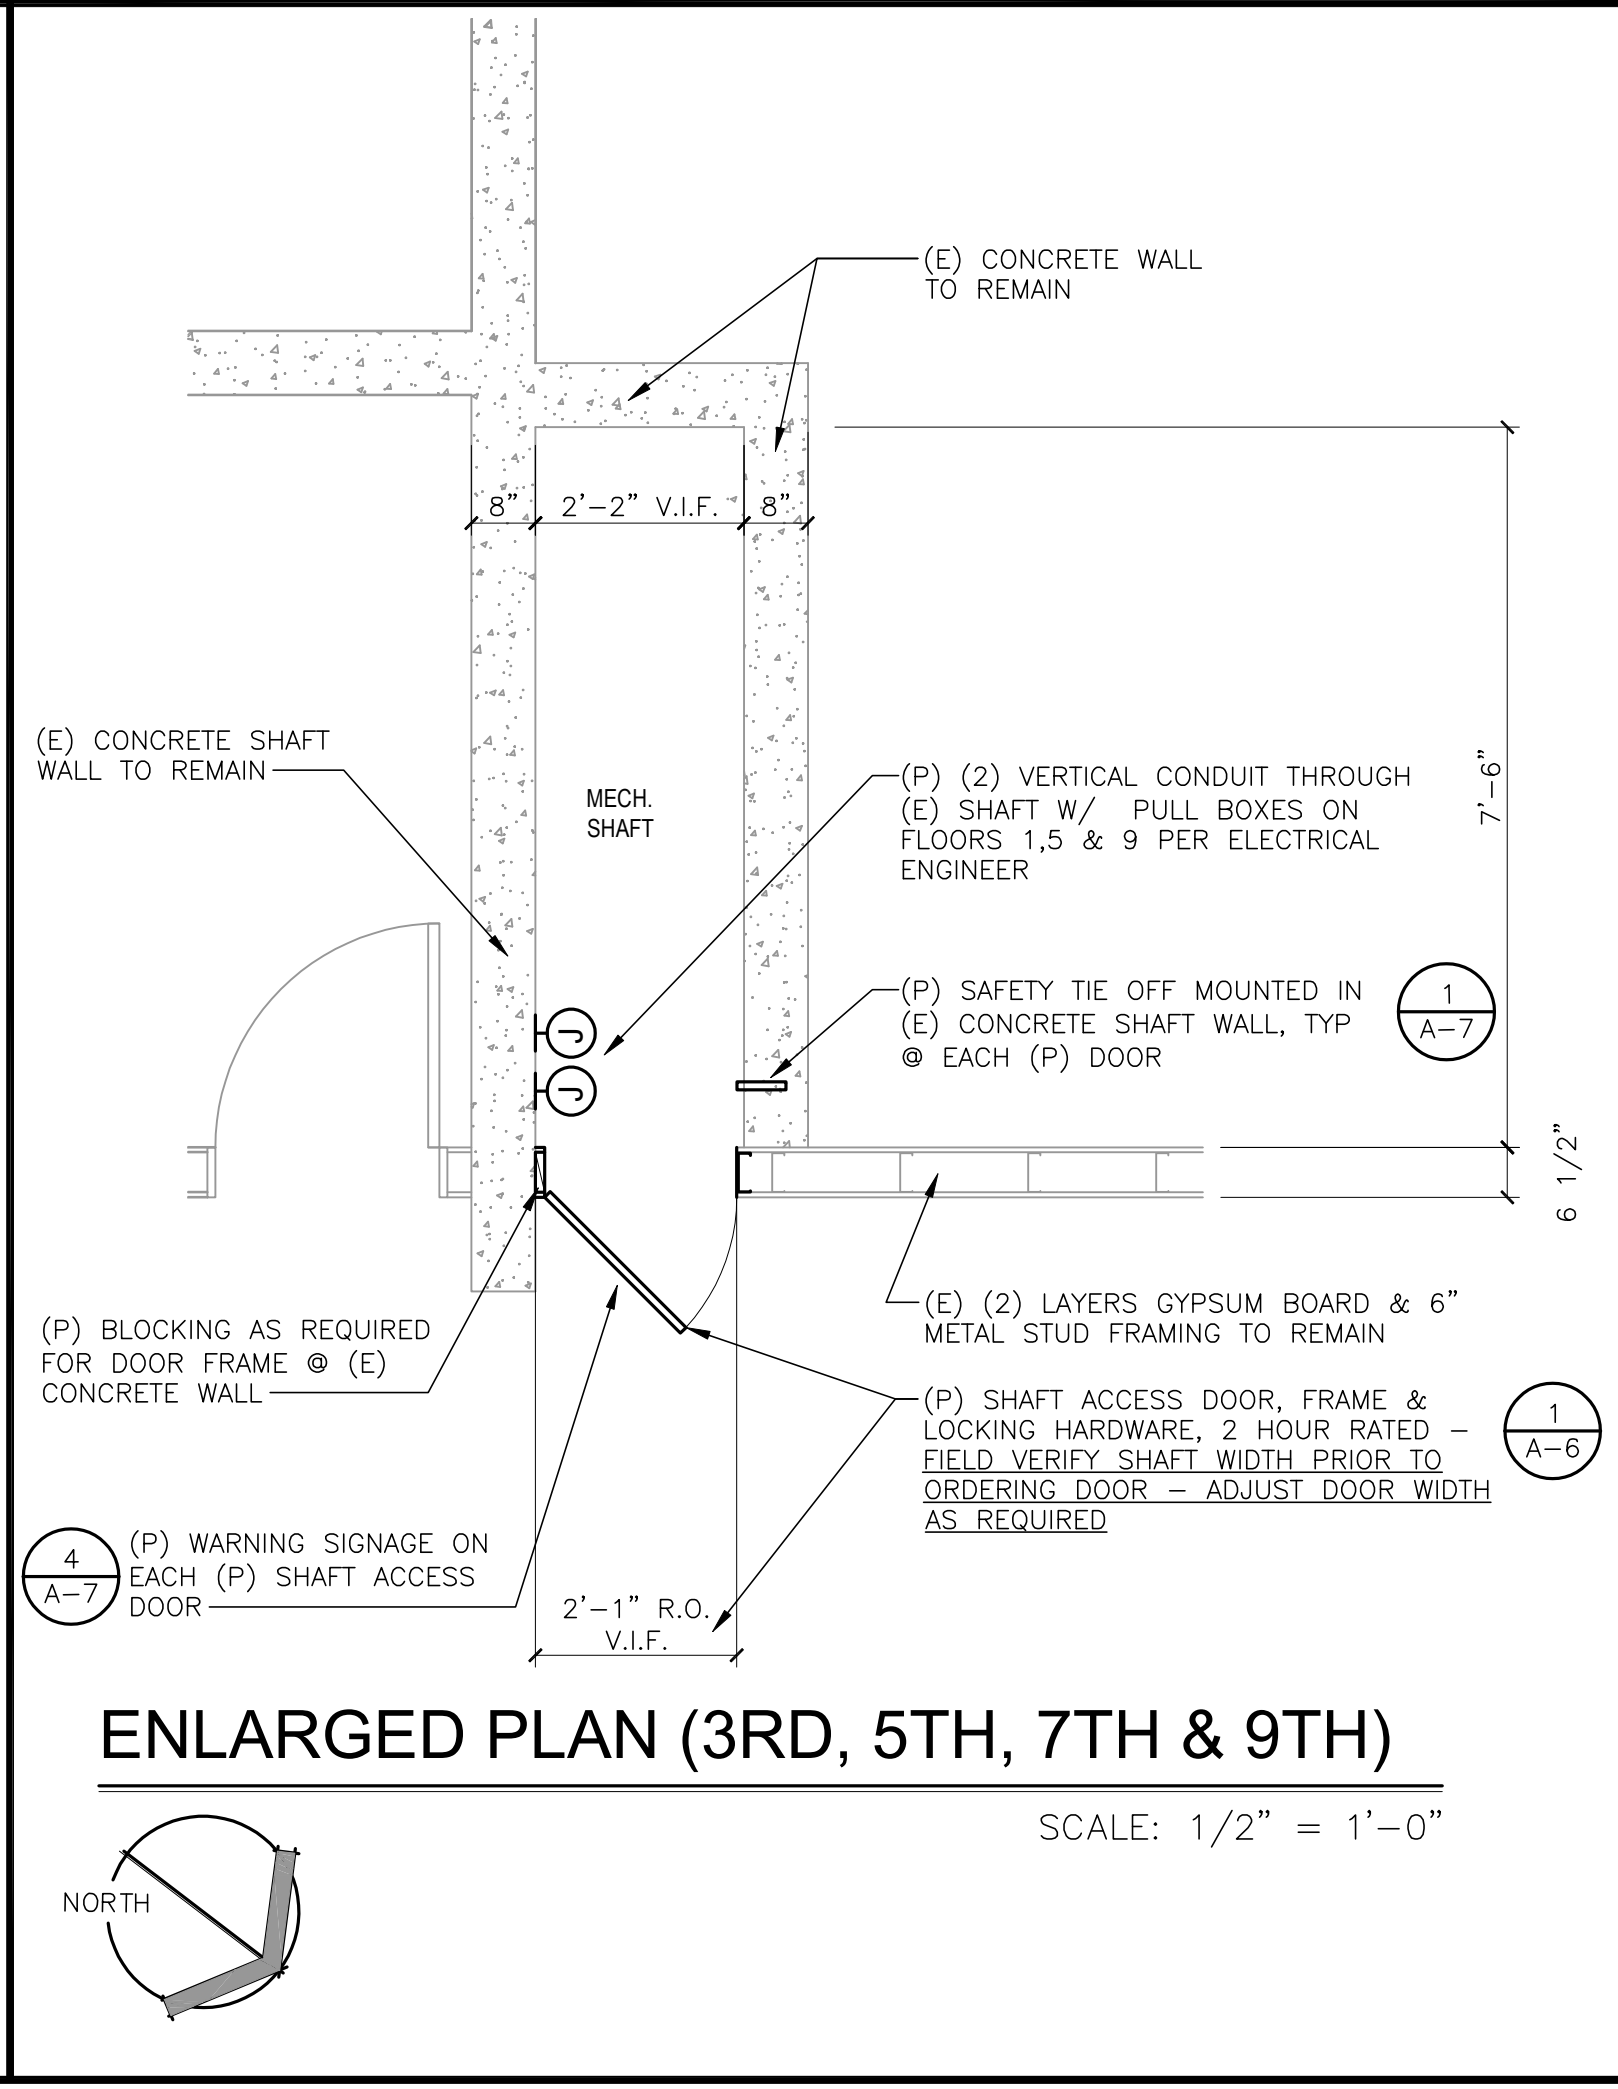 (E) CONCRETE WALL
TO REMAIN
8"
2'-2" V.I.F.
8"
(E) CONCRETE SHAFT
WALL TO REMAIN
MECH.
SHAFT
(P) (2) VERTICAL CONDUIT THROUGH
(E) SHAFT W/ PULL BOXES ON
FLOORS 1,5 & 9 PER ELECTRICAL
ENGINEER
7'-6"
(P) SAFETY TIE OFF MOUNTED IN
(E) CONCRETE SHAFT WALL, TYP
@ EACH (P) DOOR
1
A-7
J
J
6 1/2"
(E) (2) LAYERS GYPSUM BOARD & 6"
METAL STUD FRAMING TO REMAIN
(P) BLOCKING AS REQUIRED
FOR DOOR FRAME @ (E)
CONCRETE WALL
(P) SHAFT ACCESS DOOR, FRAME &
LOCKING HARDWARE, 2 HOUR RATED -
FIELD VERIFY SHAFT WIDTH PRIOR TO
ORDERING DOOR - ADJUST DOOR WIDTH
AS REQUIRED
1
A-6
4
A-7
(P) WARNING SIGNAGE ON
EACH (P) SHAFT ACCESS
DOOR
2'-1" R.O.
V.I.F.
ENLARGED PLAN (3RD, 5TH, 7TH & 9TH)
SCALE: 1/2" = 1'-0"
NORTH